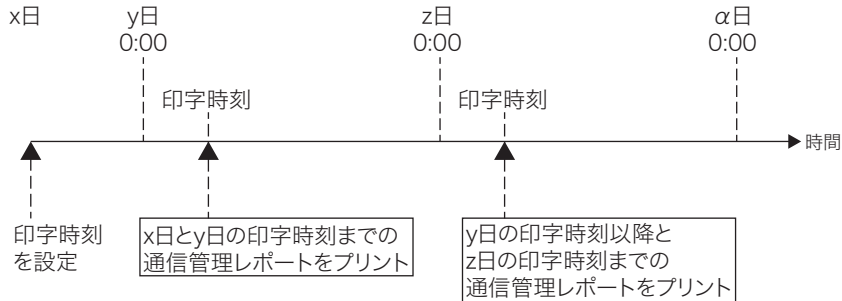 x日
y日
0:00
z日
0:00
α日
0:00
印字時刻
印字時刻
時間
印字時刻
を設定
x日とy日の印字時刻までの
通信管理レポートをプリント
y日の印字時刻以降と
z日の印字時刻までの
通信管理レポートをプリント